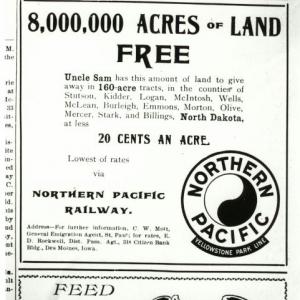 8,000,000 ACRES OF LAND
FREE
Uncle Sam has this amount of land to give
away in 160-acre tracts, in the counties of
Stutson, Kidder, Logan, McIntosh, Wells,
McLean, Burleigh, Emmons, Morton, Olive,
Mercer, Stark, and Billings, North Dakota,
at less
20 CENTS AN ACRE.
Lowest of rates
via
NORTHERN PACIFIC
RAILWAY.
Address—For further information, C. W. Mott,
General Emigration Agent, St. Paul; for rates, E.
D. Rockwell, Dist. Pass. Agt., 318 Citizen Bank
Bldg., Des Moines, Iowa.
NORTHERN
PACIFIC
YELLOWSTONE PARK LINE
FEED